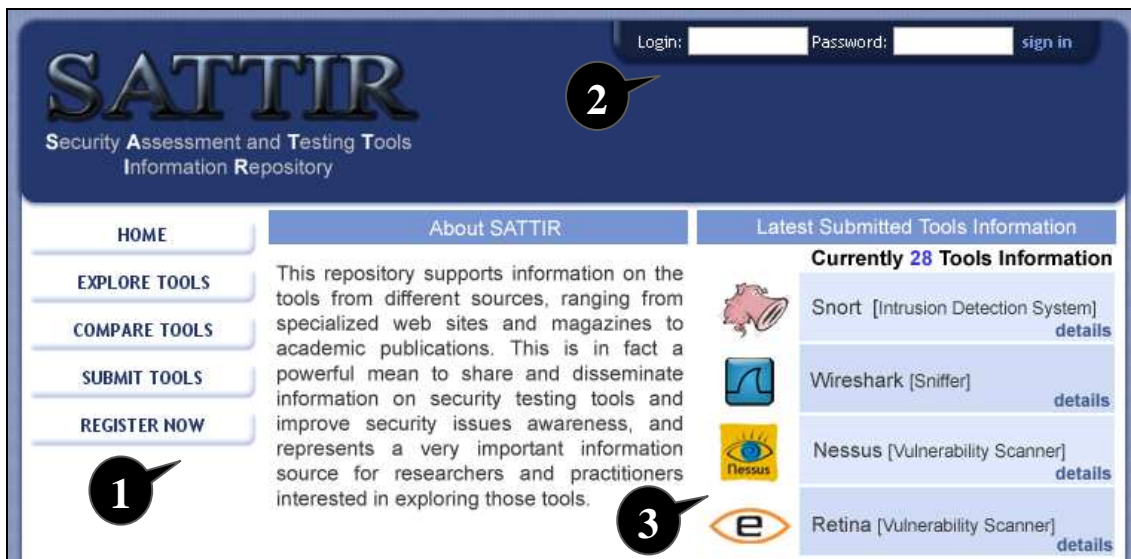 Login: Password: sign in
2
SATTIR
Security Assessment and Testing Tools
Information Repository
HOME
EXPLORE TOOLS
COMPARE TOOLS
SUBMIT TOOLS
REGISTER NOW
1
About SATTIR
This repository supports information on the
tools from different sources, ranging from
specialized web sites and magazines to
academic publications. This is in fact a
powerful mean to share and disseminate
information on security testing tools and
improve security issues awareness, and
represents a very important information
source for researchers and practitioners
interested in exploring those tools.
Latest Submitted Tools Information
Currently 28 Tools Information
Snort [Intrusion Detection System]
details
Wireshark [Sniffer]
details
Nessus
Nessus [Vulnerability Scanner]
details
3
e
Retina [Vulnerability Scanner]
details